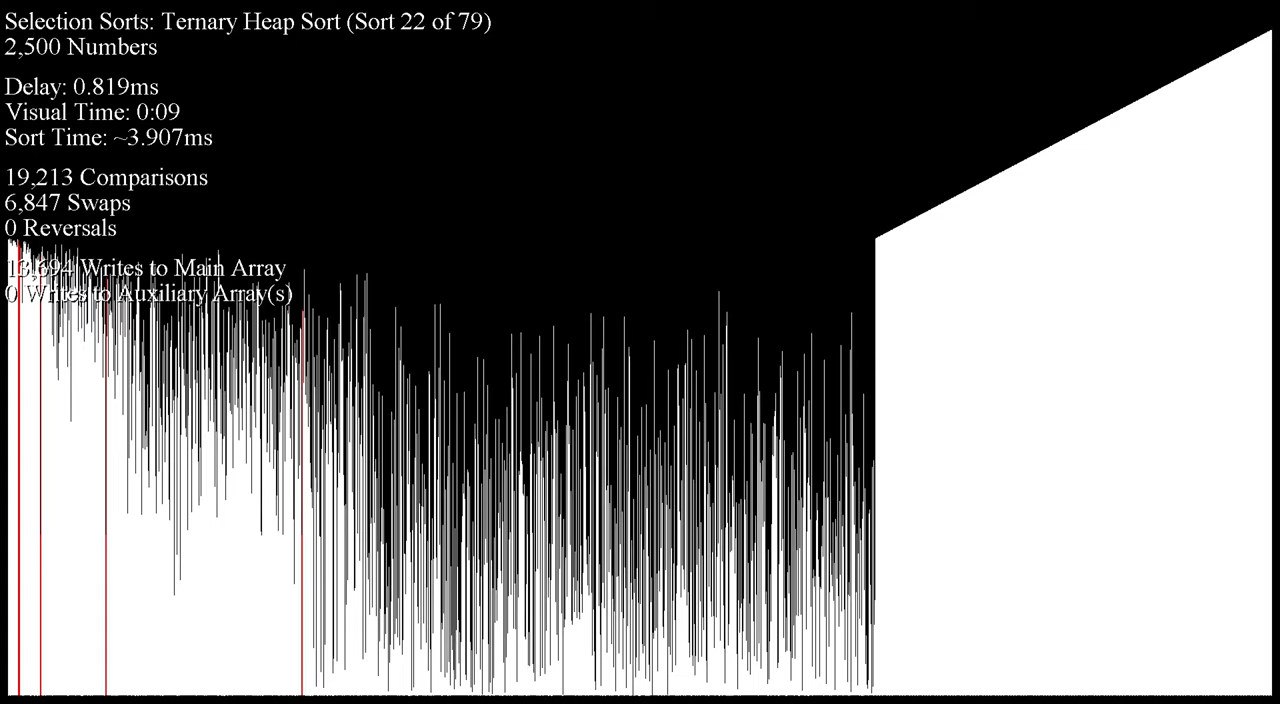 Selection Sorts: Ternary Heap Sort (Sort 22 of 79)
2,500 Numbers
Delay: 0.819ms
Visual Time: 0:09
Sort Time: ~3.907ms
19,213 Comparisons
6,847 Swaps
0 Reversals
13,694 Writes to Main Array
0 Writes to Auxiliary Array(s)